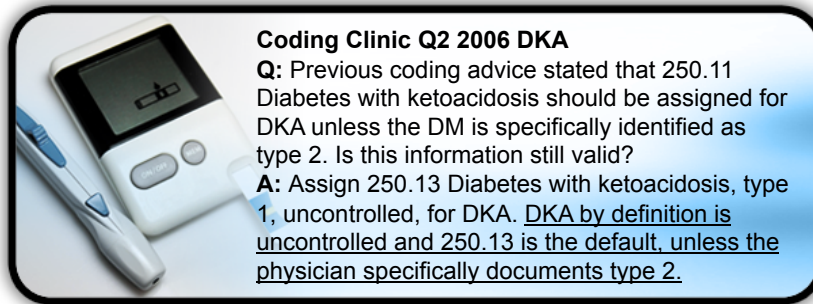 Coding Clinic Q2 2006 DKA
Q: Previous coding advice stated that 250.11
Diabetes with ketoacidosis should be assigned for
DKA unless the DM is specifically identified as
type 2. Is this information still valid?
A: Assign 250.13 Diabetes with ketoacidosis, type
1, uncontrolled, for DKA. DKA by definition is
uncontrolled and 250.13 is the default, unless the
physician specifically documents type 2.